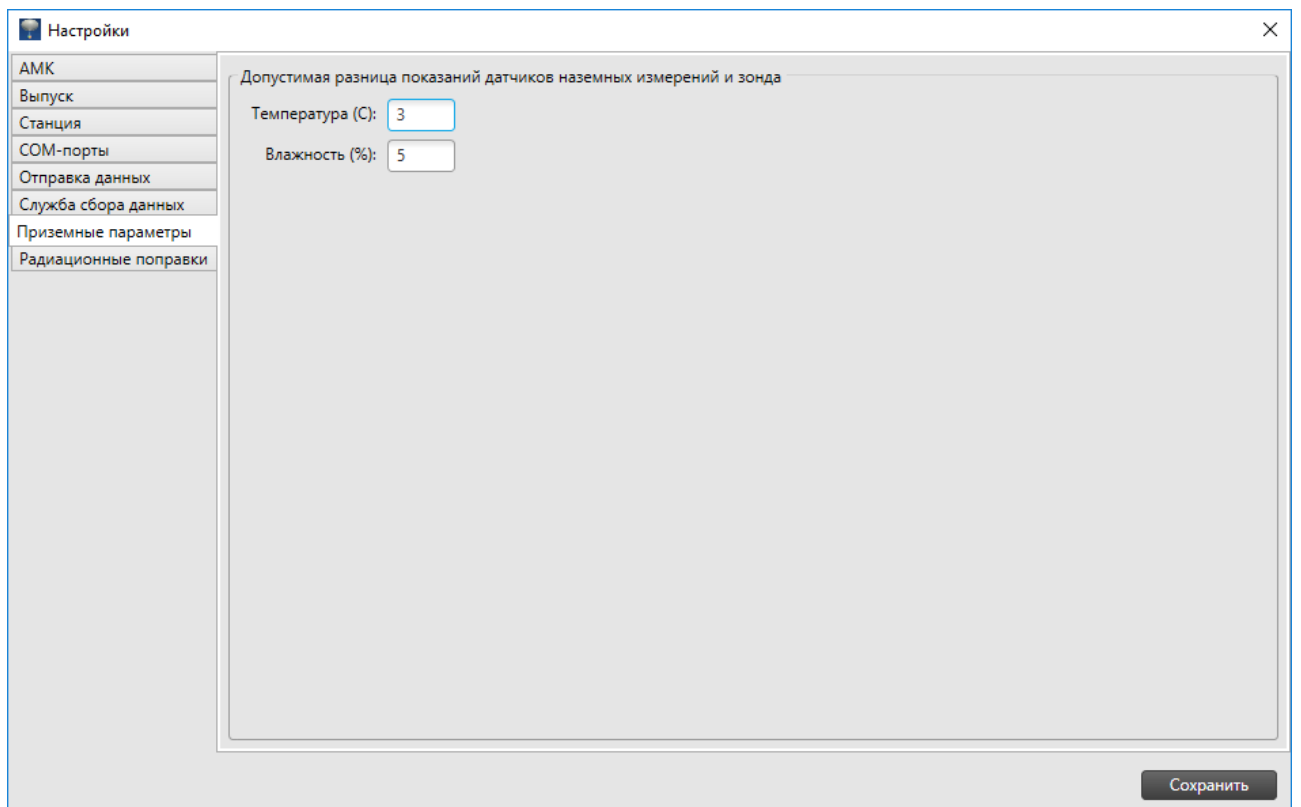 Настройки
АМК
Выпуск
Станция
COM-порты
Отправка данных
Служба сбора данных
Приземные параметры
Радиационные поправки
Допустимая разница показаний датчиков наземных измерений и зонда
Температура (С): 3
Влажность (%): 5
Сохранить